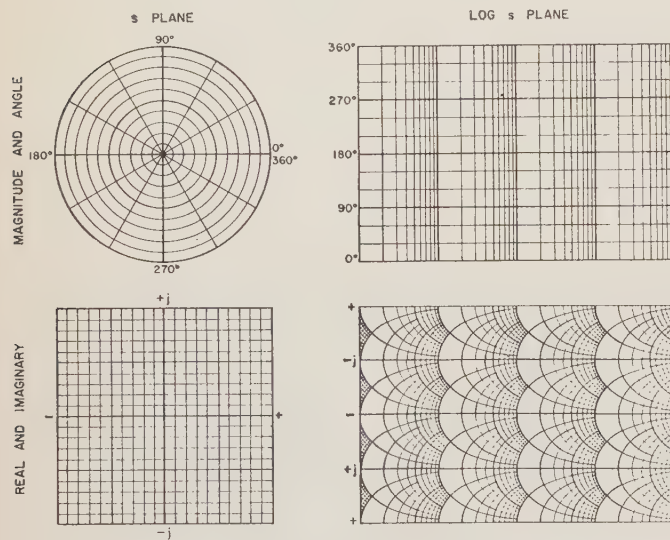 s PLANE
LOG s PLANE
MAGNITUDE AND ANGLE
90°
180°
0°
360°
270°
360°
270°
180°
90°
0°
REAL AND IMAGINARY
+j
-
+
-j
+
-j
-
+j
+